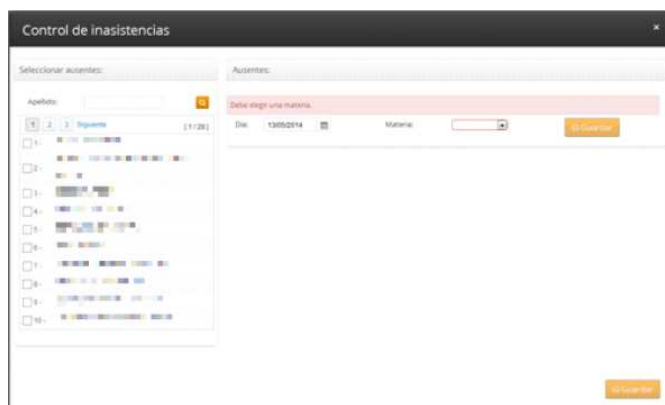 Control de inasistencias
×
Seleccionar ausentes:
Ausentes:
Apellido:
Debe elegir una materia.
1 2 3 Siguiente [ 1 / 28 ]
Día: 13/05/2014 Materia: Guardar
1 -
2 -
3 -
4 -
5 -
6 -
7 -
8 -
9 -
10 -
Guardar